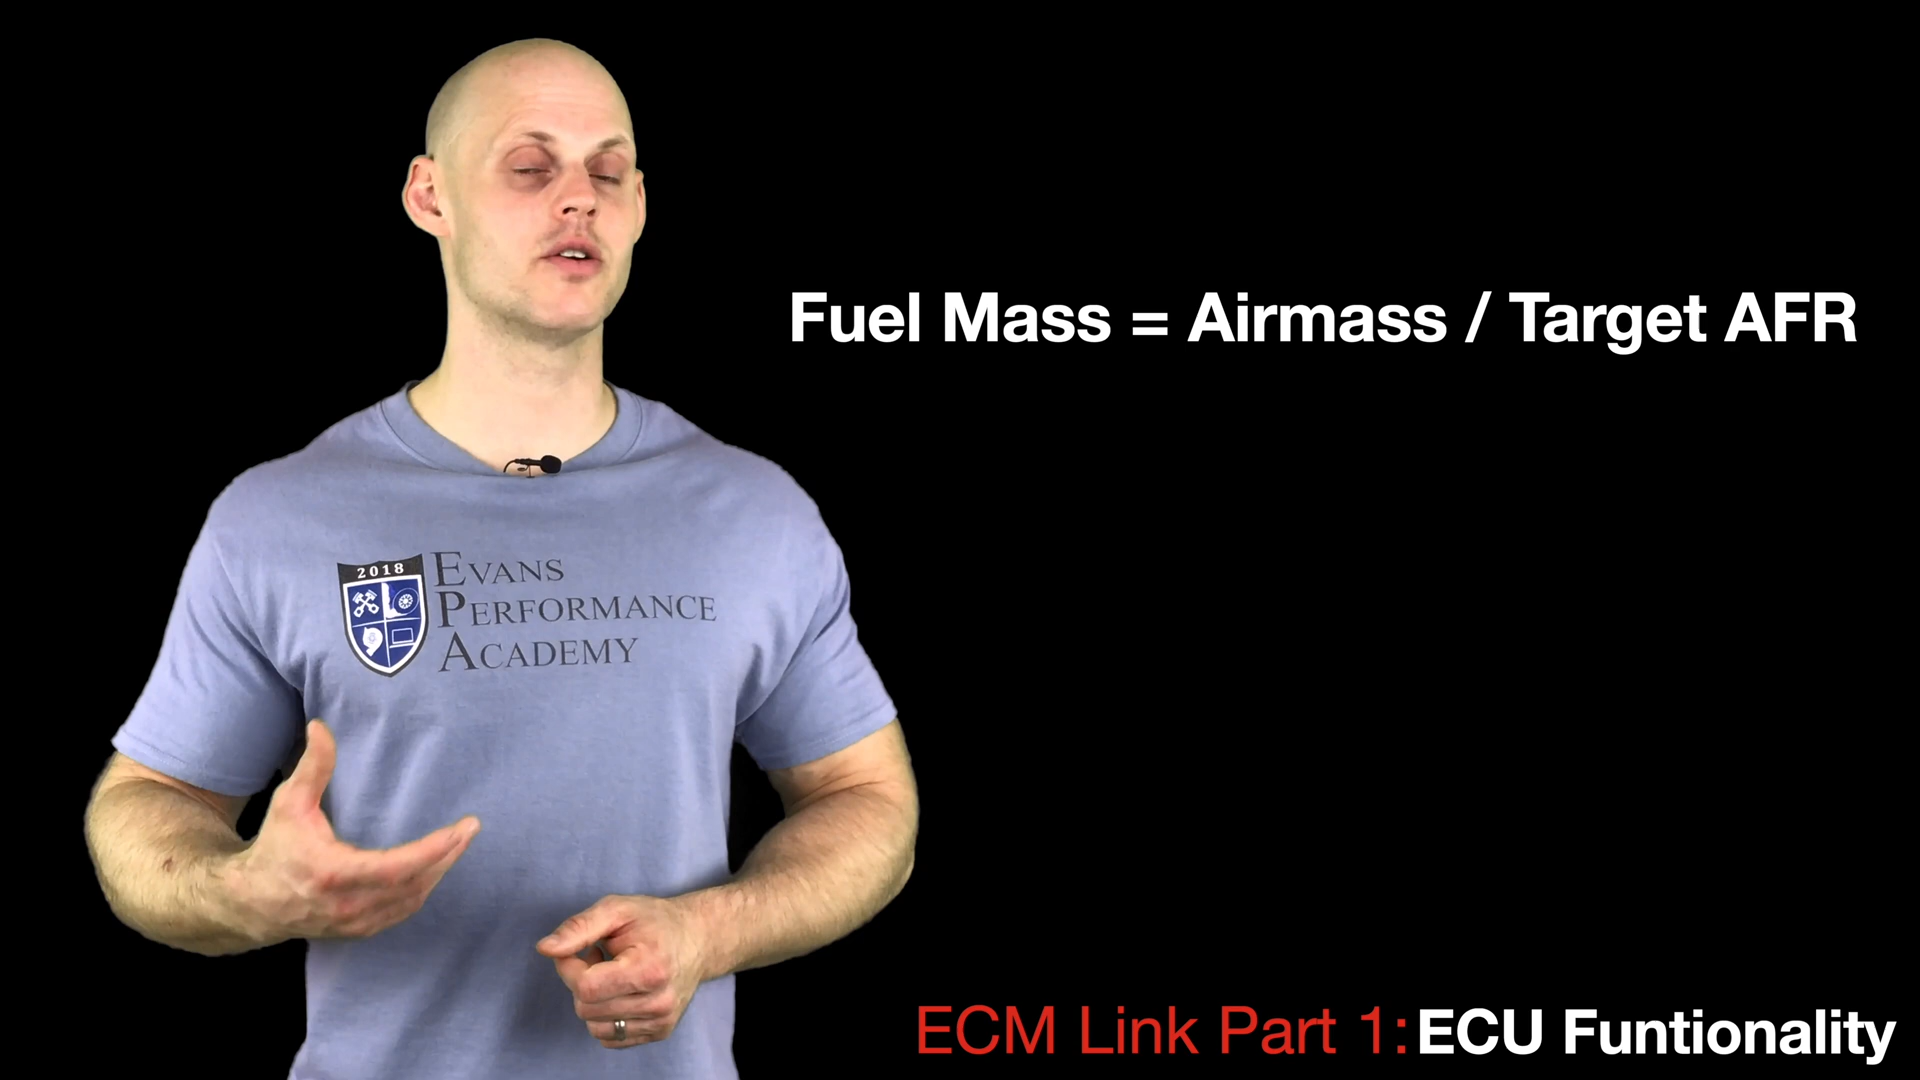 Fuel Mass = Airmass / Target AFR
2018
EVANS
PERFORMANCE
ACADEMY
ECM Link Part 1: ECU Funtionality